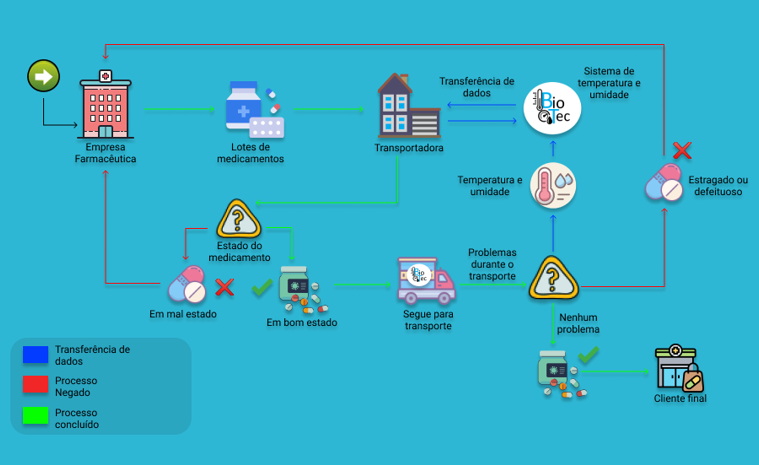 Empresa
Farmacêutica
Lotes de
medicamentos
Transportadora
Transferência de
dados
Bio
Tec
Sistema de
temperatura e
umidade
Temperatura e
umidade
Estragado ou
defeituoso
Estado do
medicamento
Em mal estado
Em bom estado
Bio
Tec
Segue para
transporte
Problemas
durante o
transporte
Nenhum
problema
Cliente final
Transferência de
dados
Processo
Negado
Processo
concluído